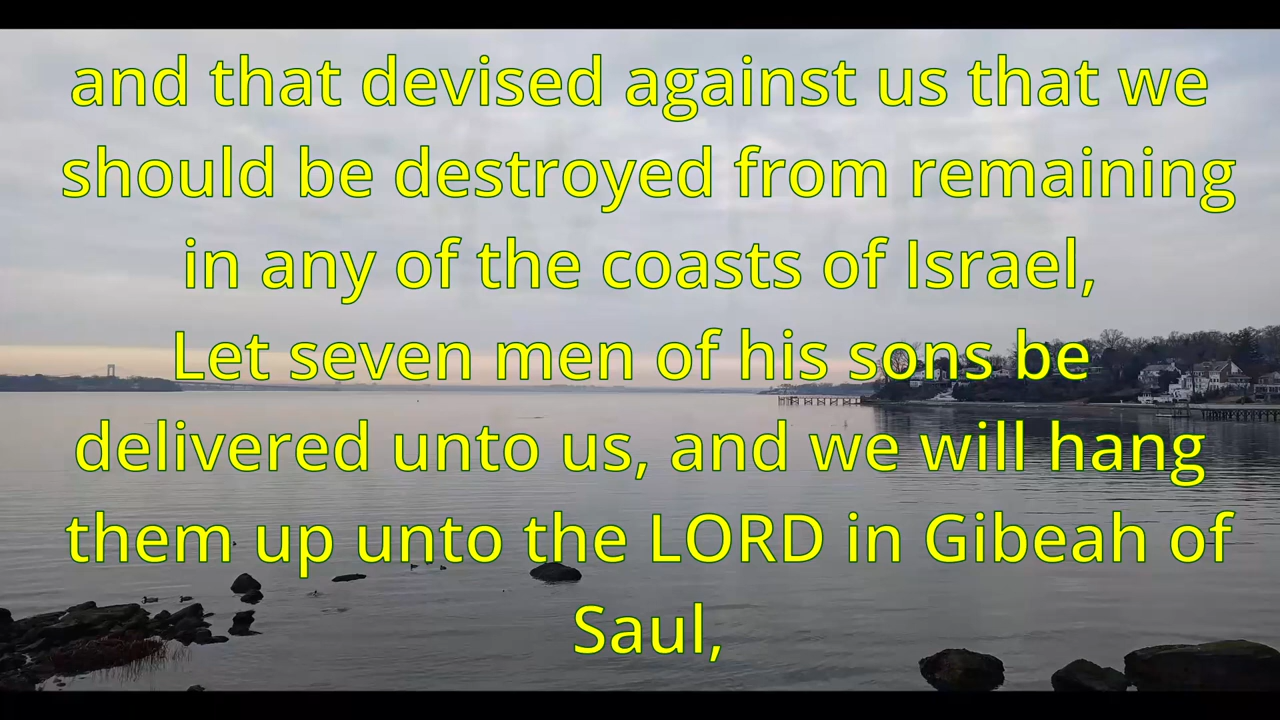 and that devised against us that we
should be destroyed from remaining
in any of the coasts of Israel,
Let seven men of his sons be
delivered unto us, and we will hang
them up unto the LORD in Gibeah of
Saul,